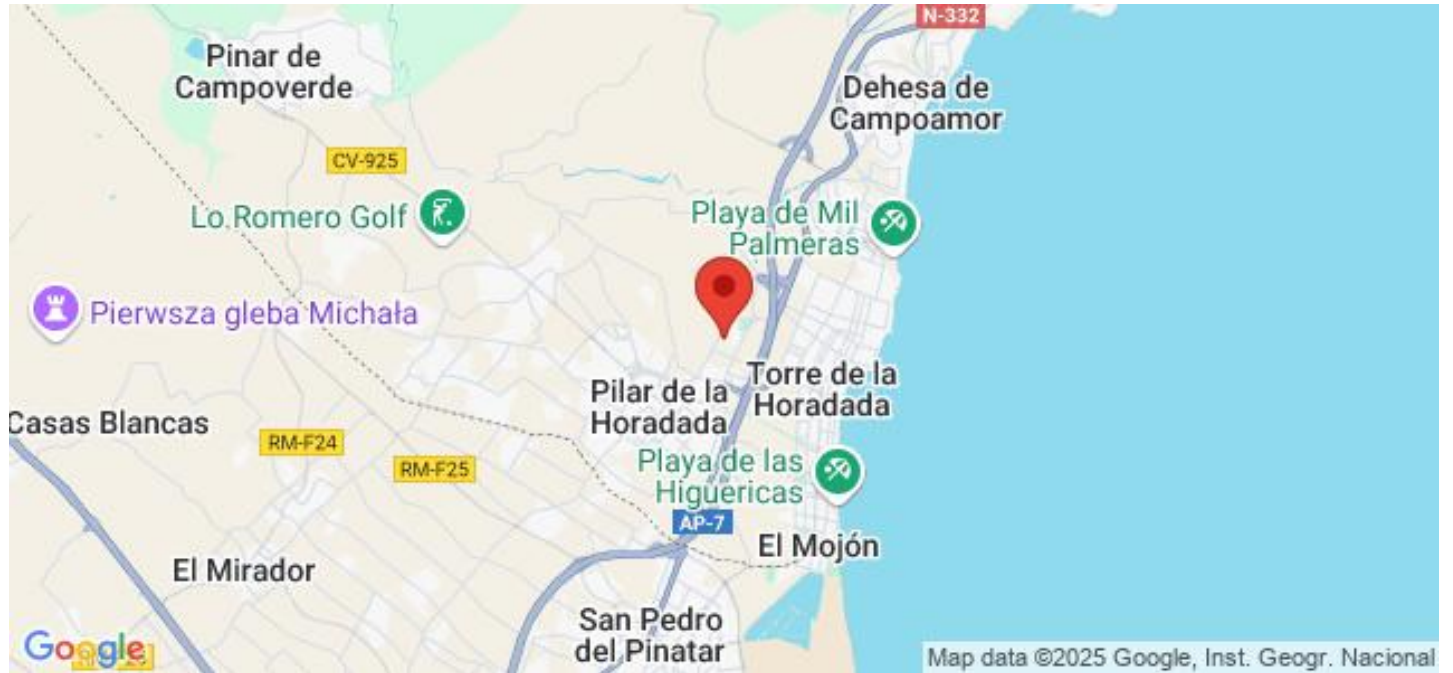 N-332
Pinar de
Campoverde
Dehesa de
Campoamor
CV-925
Lo Romero Golf
Playa de Mil
Palmeras
Pierwsza gleba Michała
Pilar de la
Horadada
Torre de la
Horadada
Casas Blancas
RM-F24
RM-F25
Playa de las
Higuericas
AP-7
El Mojón
El Mirador
San Pedro
del Pinatar
Google
Map data ©2025 Google, Inst. Geogr. Nacional